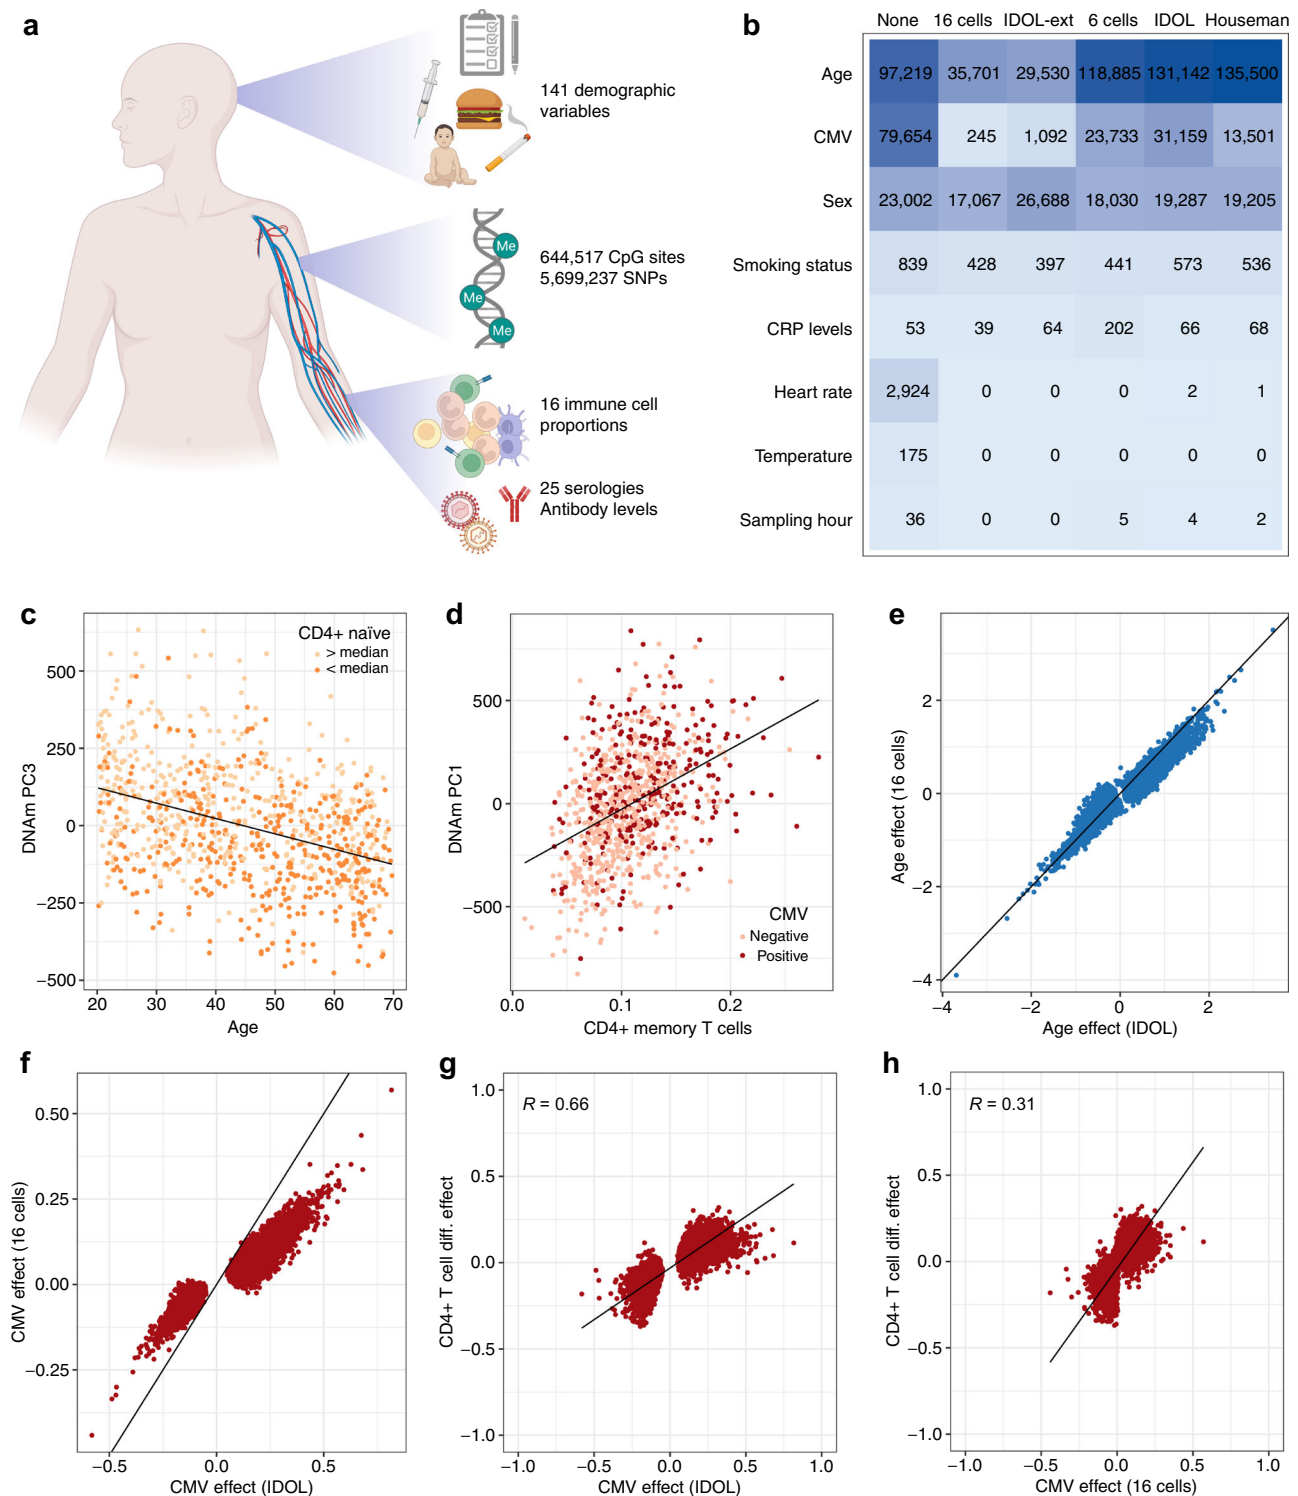 a
141 demographic
variables
Me
Me
Me
644,517 CpG sites
5,699,237 SNPs
16 immune cell
proportions
25 serologies
Antibody levels
b
None 16 cells IDOL-ext 6 cells IDOL Houseman
Age 97,219 35,701 29,530 118,885 131,142 135,500
CMV 79,654 245 1,092 23,733 31,159 13,501
Sex 23,002 17,067 26,688 18,030 19,287 19,205
Smoking status 839 428 397 441 573 536
CRP levels 53 39 64 202 66 68
Heart rate 2,924 0 0 0 2 1
Temperature 175 0 0 0 0 0
Sampling hour 36 0 0 5 4 2
c
CD4+ naïve
> median
< median
DNAm PC3
500
250
0
−250
−500
20 30 40 50 60 70
Age
d
DNAm PC1
500
0
−500
CMV
Negative
Positive
0.0 0.1 0.2
CD4+ memory T cells
e
Age effect (16 cells)
2
0
−2
−4
−4 −2 0 2
Age effect (IDOL)
f
CMV effect (16 cells)
0.50
0.25
0.00
−0.25
−0.5 0.0 0.5
CMV effect (IDOL)
g
R = 0.66
CD4+ T cell diff. effect
1.0
0.5
0.0
−0.5
−1.0
−1.0 −0.5 0.0 0.5 1.0
CMV effect (IDOL)
h
R = 0.31
CD4+ T cell diff. effect
1.0
0.5
0.0
−0.5
−1.0
−1.0 −0.5 0.0 0.5 1.0
CMV effect (16 cells)